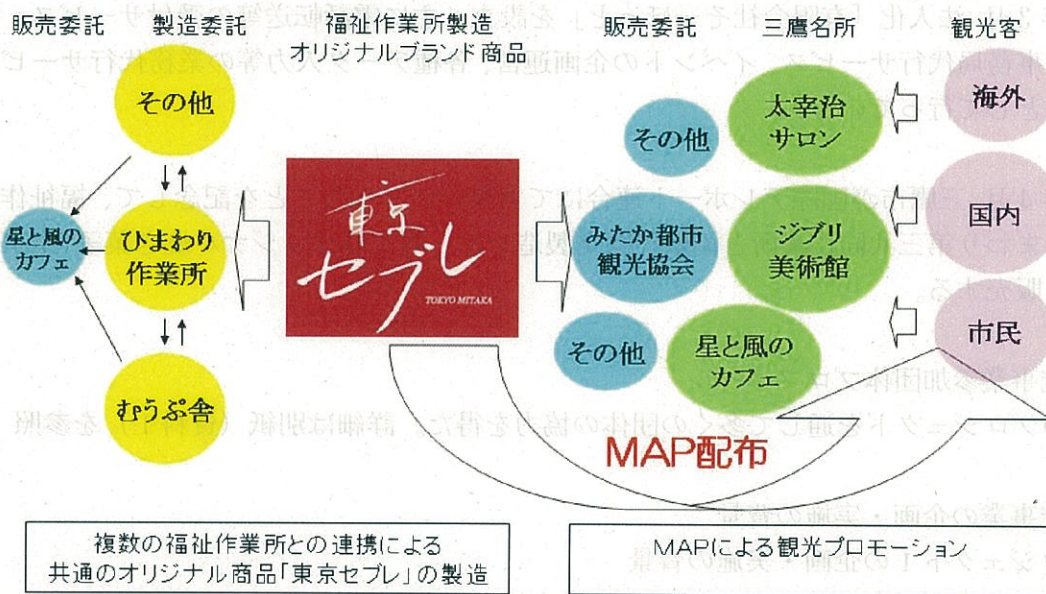 販売委託
製造委託
福祉作業所製造
オリジナルブランド商品
販売委託
三鷹名所
観光客
その他
ひまわり
作業所
むうぷ舎
星と風の
カフェ
東京
セブレ
TOKYO MITAKA
その他
みたか都市
観光協会
その他
太宰治
サロン
ジブリ
美術館
星と風の
カフェ
海外
国内
市民
MAP配布
複数の福祉作業所との連携による
共通のオリジナル商品「東京セブレ」の製造
MAPによる観光プロモーション